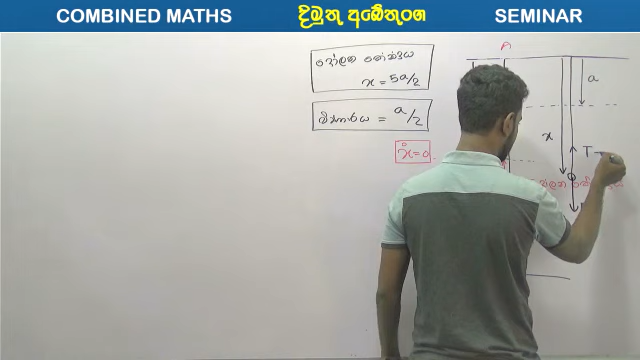 COMBINED MATHS
දිමුතු අබේතුංග
SEMINAR
A
දෝලන කේන්ද්‍රය
x = 5a/2
විස්තාරය = a/2
ẋ = 0
a
x
T